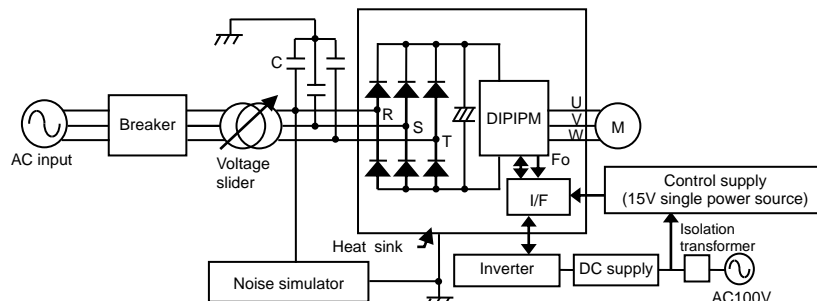 C
Breaker
AC input
Voltage
slider
R
S
T
DIPIPM
U
V
W
M
Fo
I/F
Control supply
(15V single power source)
Heat sink
Isolation
transformer
Noise simulator
Inverter
DC supply
AC100V